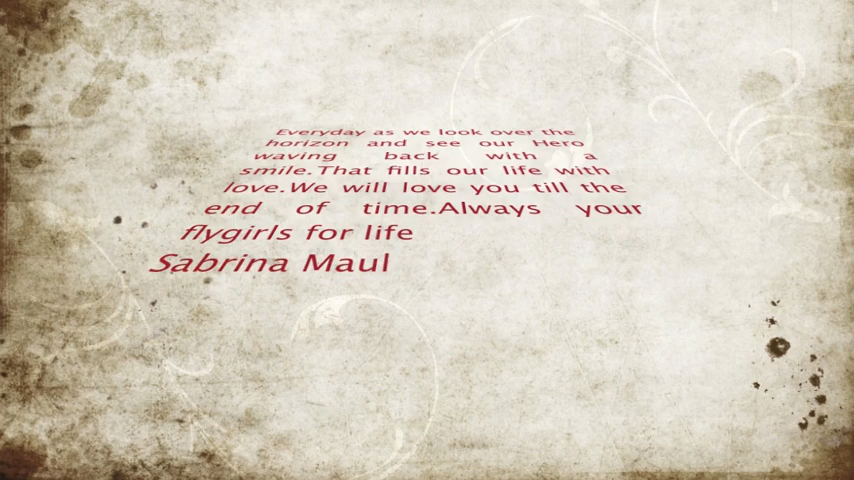 Everyday as we look over the
horizon and see our Hero
waving back with a
smile.That fills our life with
love.We will love you till the
end of time.Always your
flygirls for life
Sabrina Maul